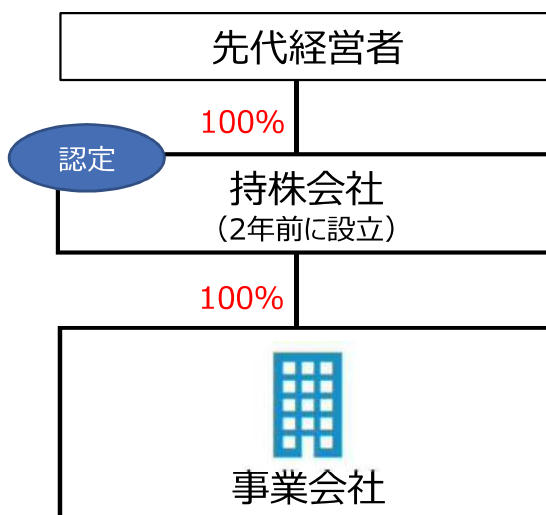 先代経営者
100%
認定
持株会社
（2年前に設立）
100%
事業会社